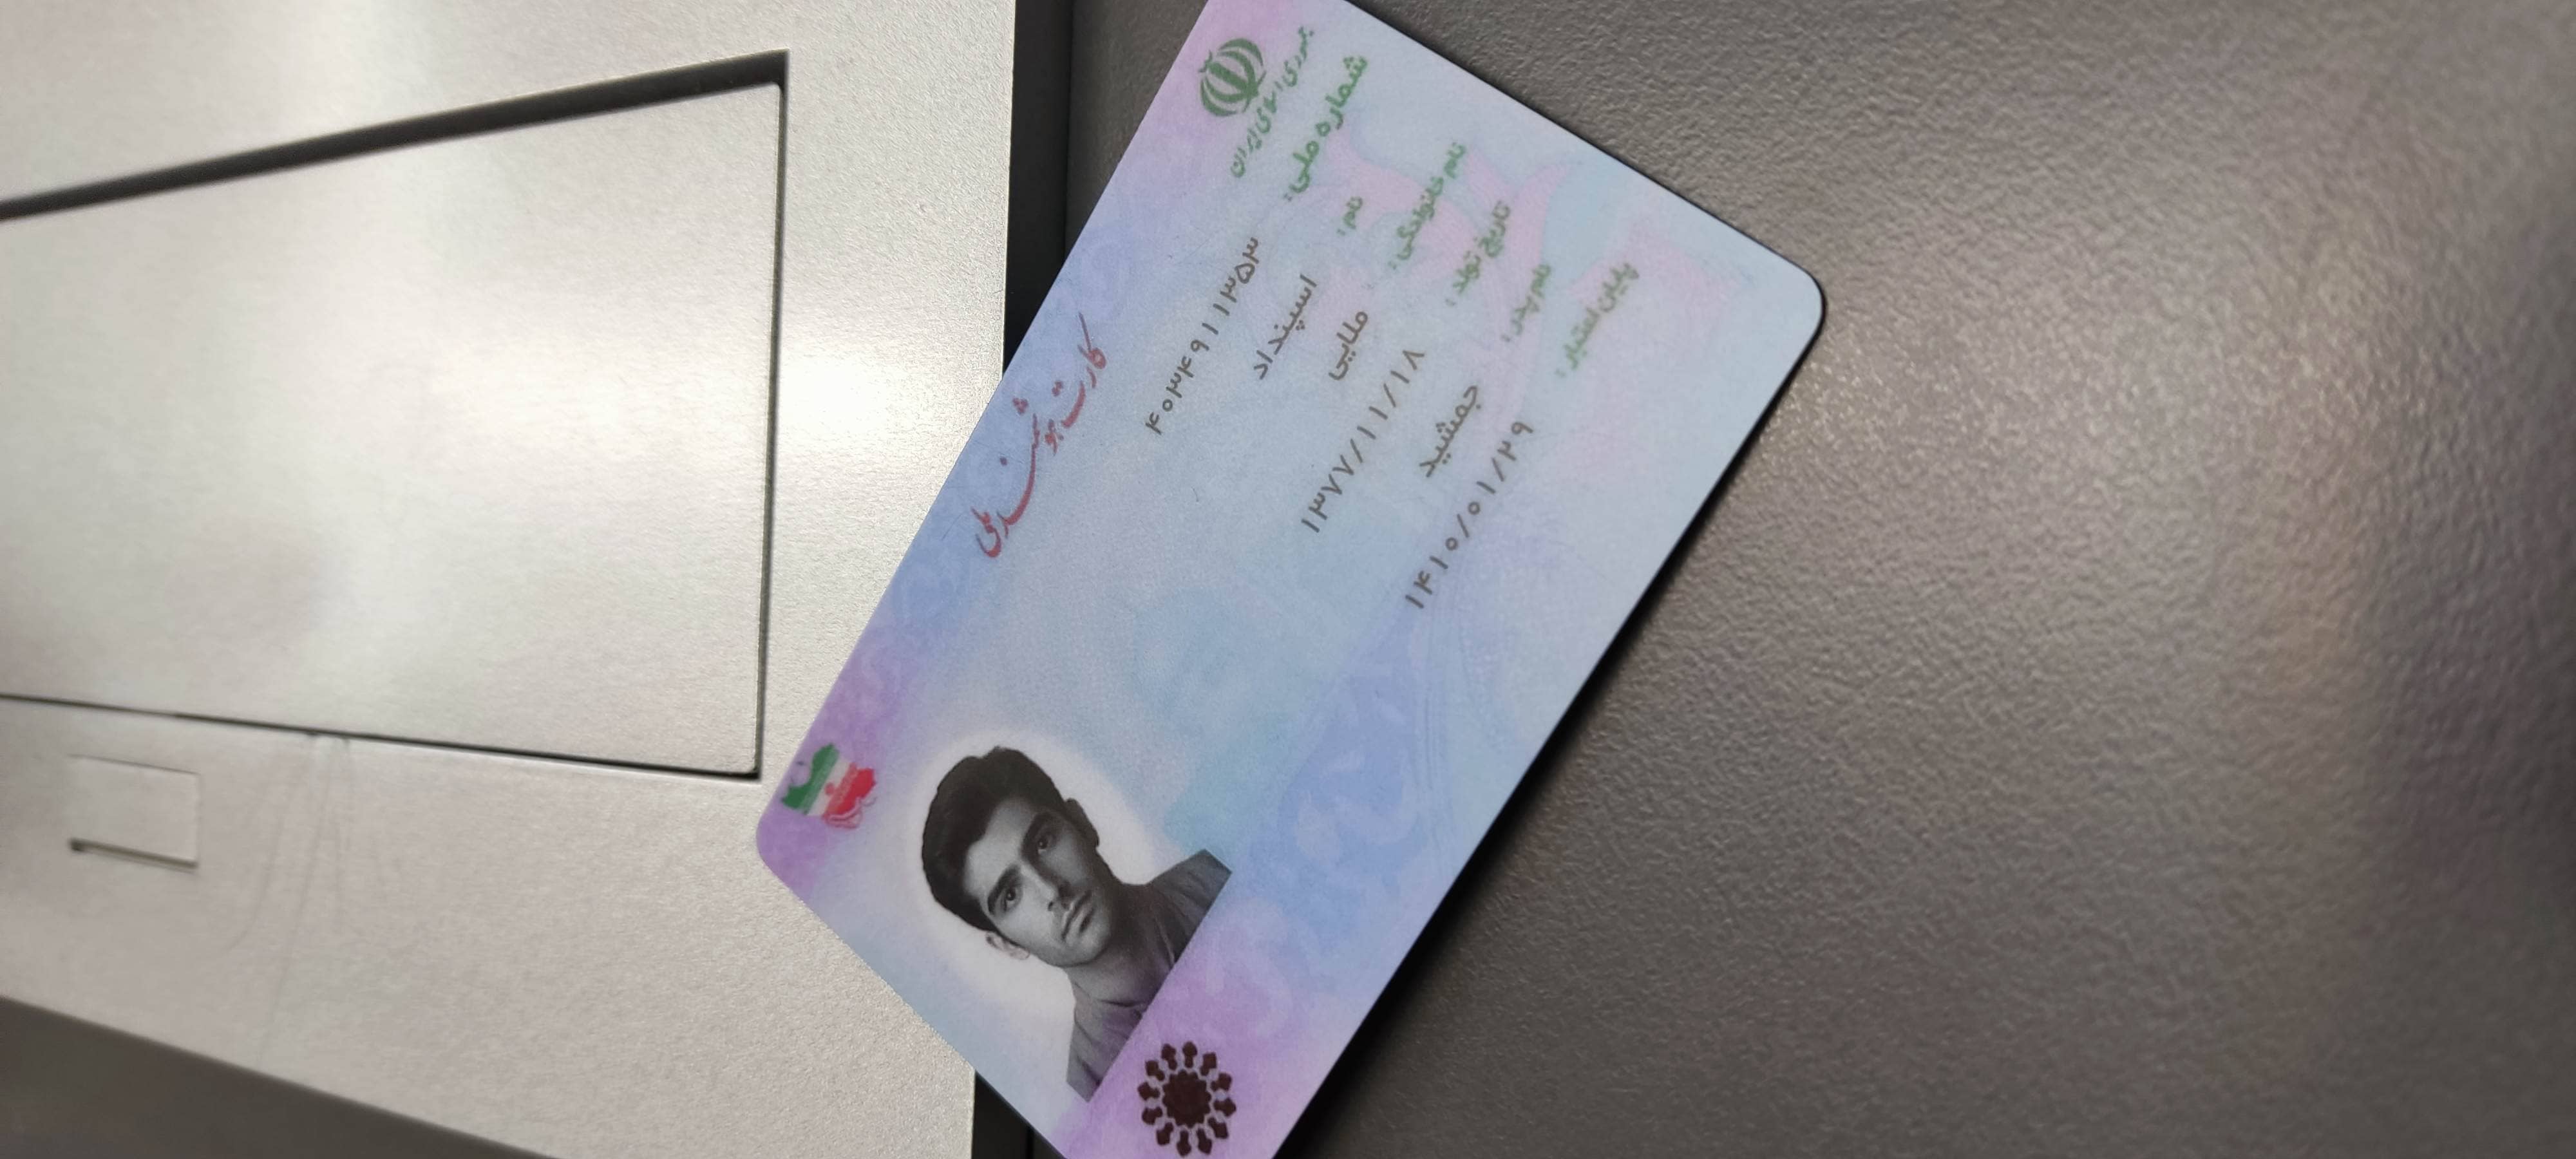 جمهوری اسلامی ایران
کارت هوشمند ملی
شماره ملی: ۴۰۳۴۹۱۱۳۵۳
نام: اسپنداد
نام خانوادگی: ملایی
تاریخ تولد: ۱۳۷۷/۱۱/۱۸
نام پدر: جمشید
پایان اعتبار: ۱۴۱۰/۰۱/۲۹